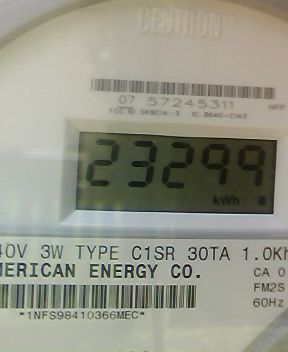 CENTRON®
07 57245311
23299
kWh
40V 3W TYPE C1SR 30TA 1.0Kh
MERICAN ENERGY CO. CA 0
FM2S
60Hz
*1NFS98410366MEC*